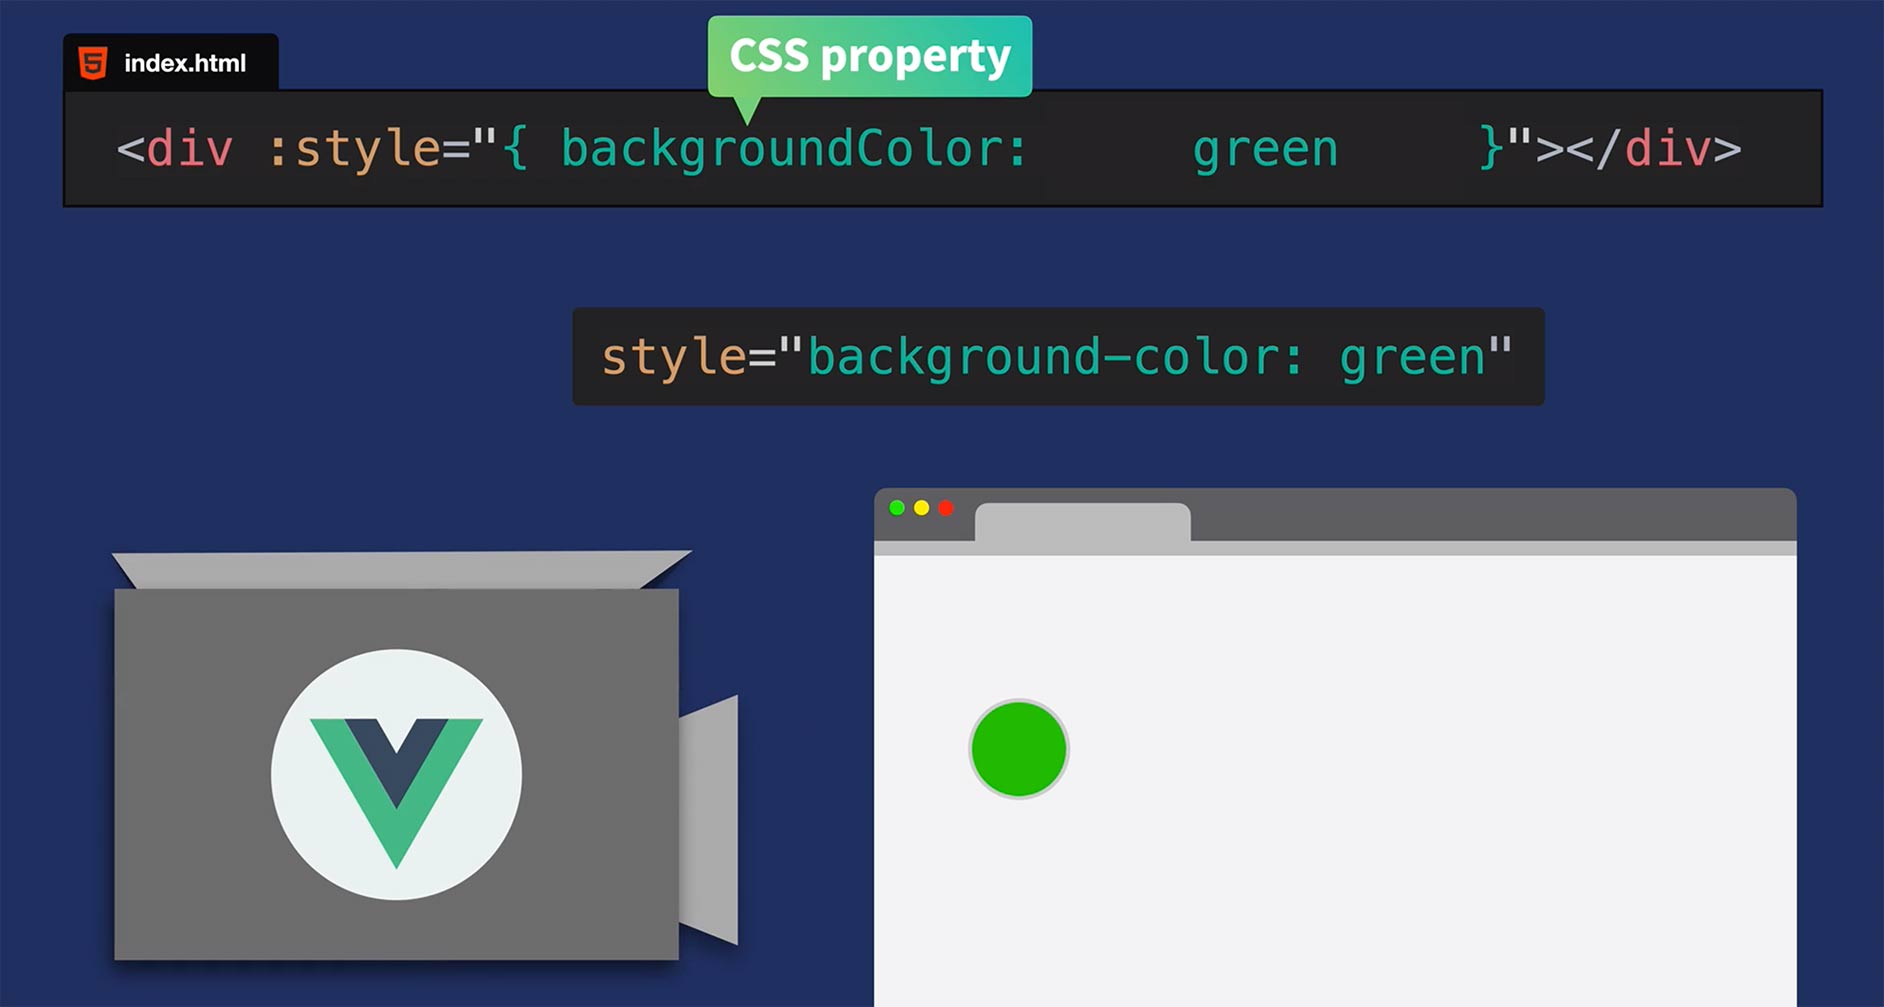 CSS property
index.html
<div :style="{ backgroundColor: green }"></div>
style="background-color: green"